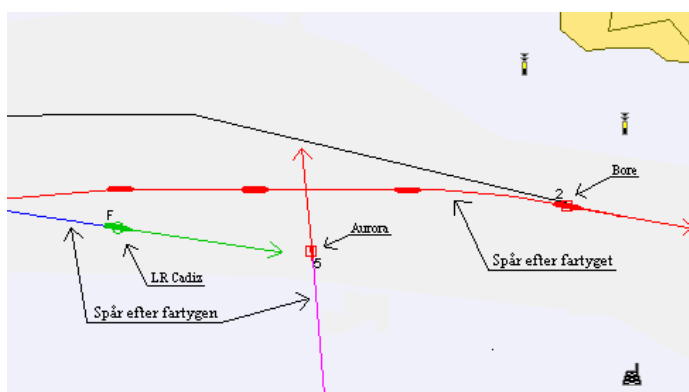 Bore
2
F
Aurora
5
Spår efter fartyget
LR Cadiz
Spår efter fartygen